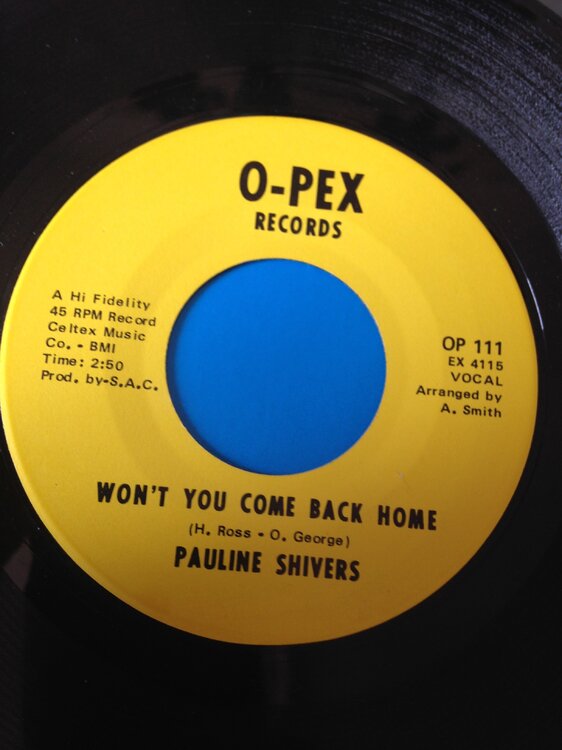 O-PEX
RECORDS
A Hi Fidelity
45 RPM Record
Celtex Music
Co. - BMI
Time: 2:50
Prod. by-S.A.C.
OP 111
EX 4115
VOCAL
Arranged by
A. Smith
WON'T YOU COME BACK HOME
(H. Ross - O. George)
PAULINE SHIVERS